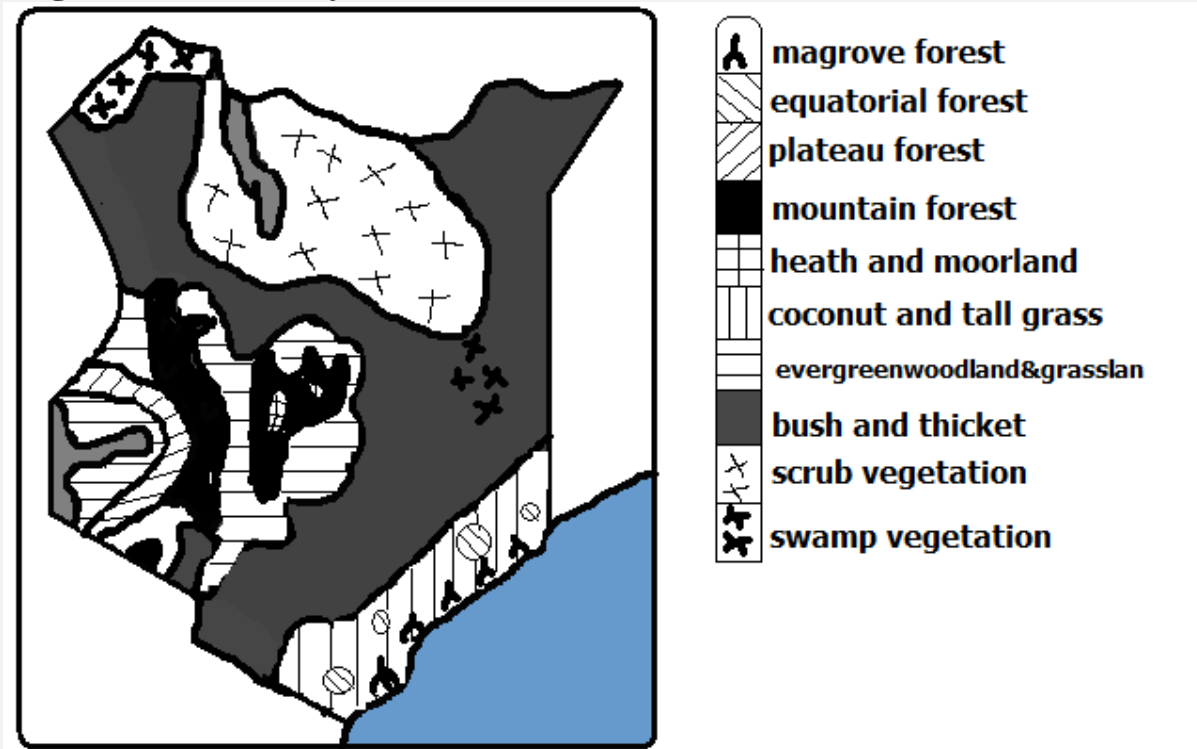 magrove forest
equatorial forest
plateau forest
mountain forest
heath and moorland
coconut and tall grass
evergreenwoodland&grasslan
bush and thicket
scrub vegetation
swamp vegetation